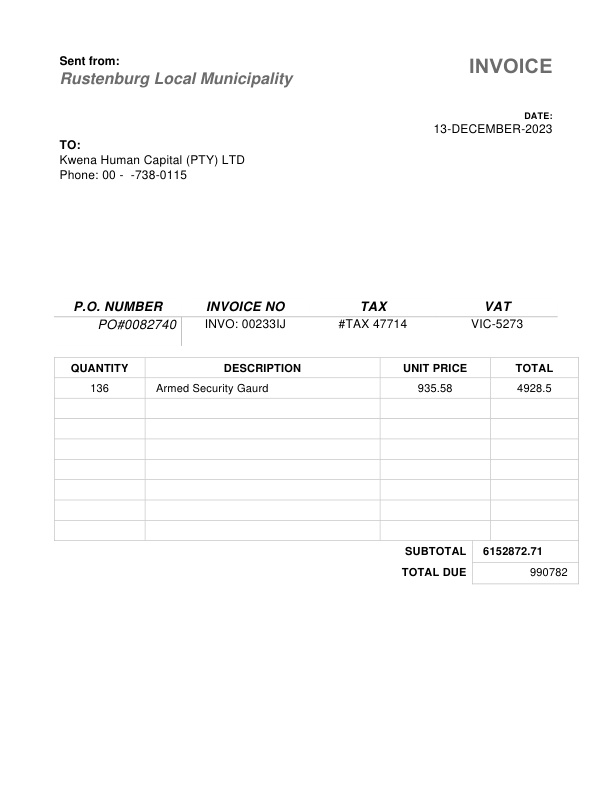 Sent from:
Rustenburg Local Municipality
INVOICE
DATE:
13-DECEMBER-2023
TO:
Kwena Human Capital (PTY) LTD
Phone: 00 -  -738-0115
P.O. NUMBER INVOICE NO TAX VAT
PO#0082740 INVO: 00233IJ #TAX 47714 VIC-5273
QUANTITY DESCRIPTION UNIT PRICE TOTAL
136 Armed Security Gaurd 935.58 4928.5
SUBTOTAL 6152872.71
TOTAL DUE 990782